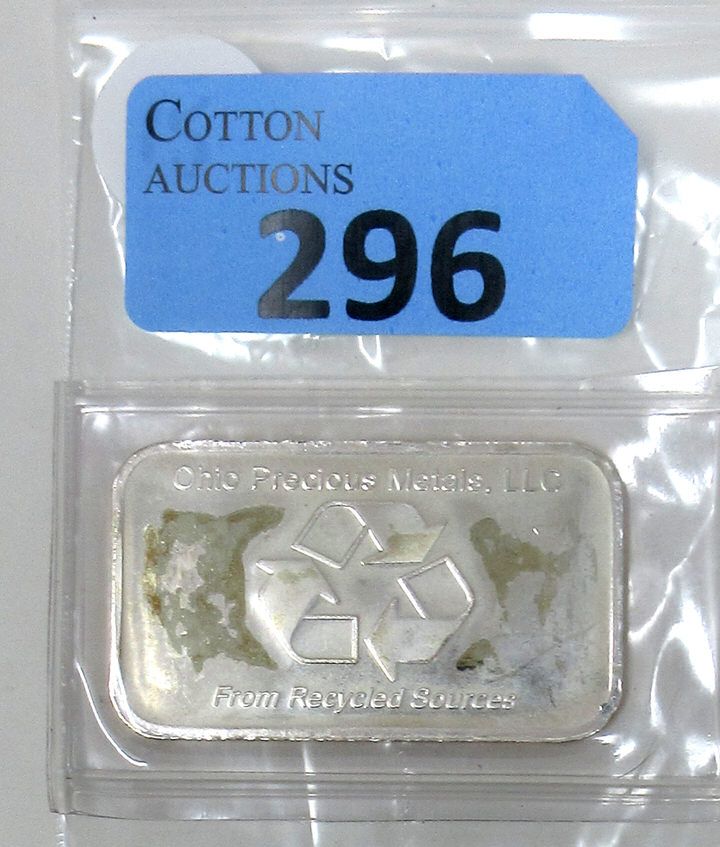 COTTON
AUCTIONS
296
Ohio Precious Metals, LLC
From Recycled Sources